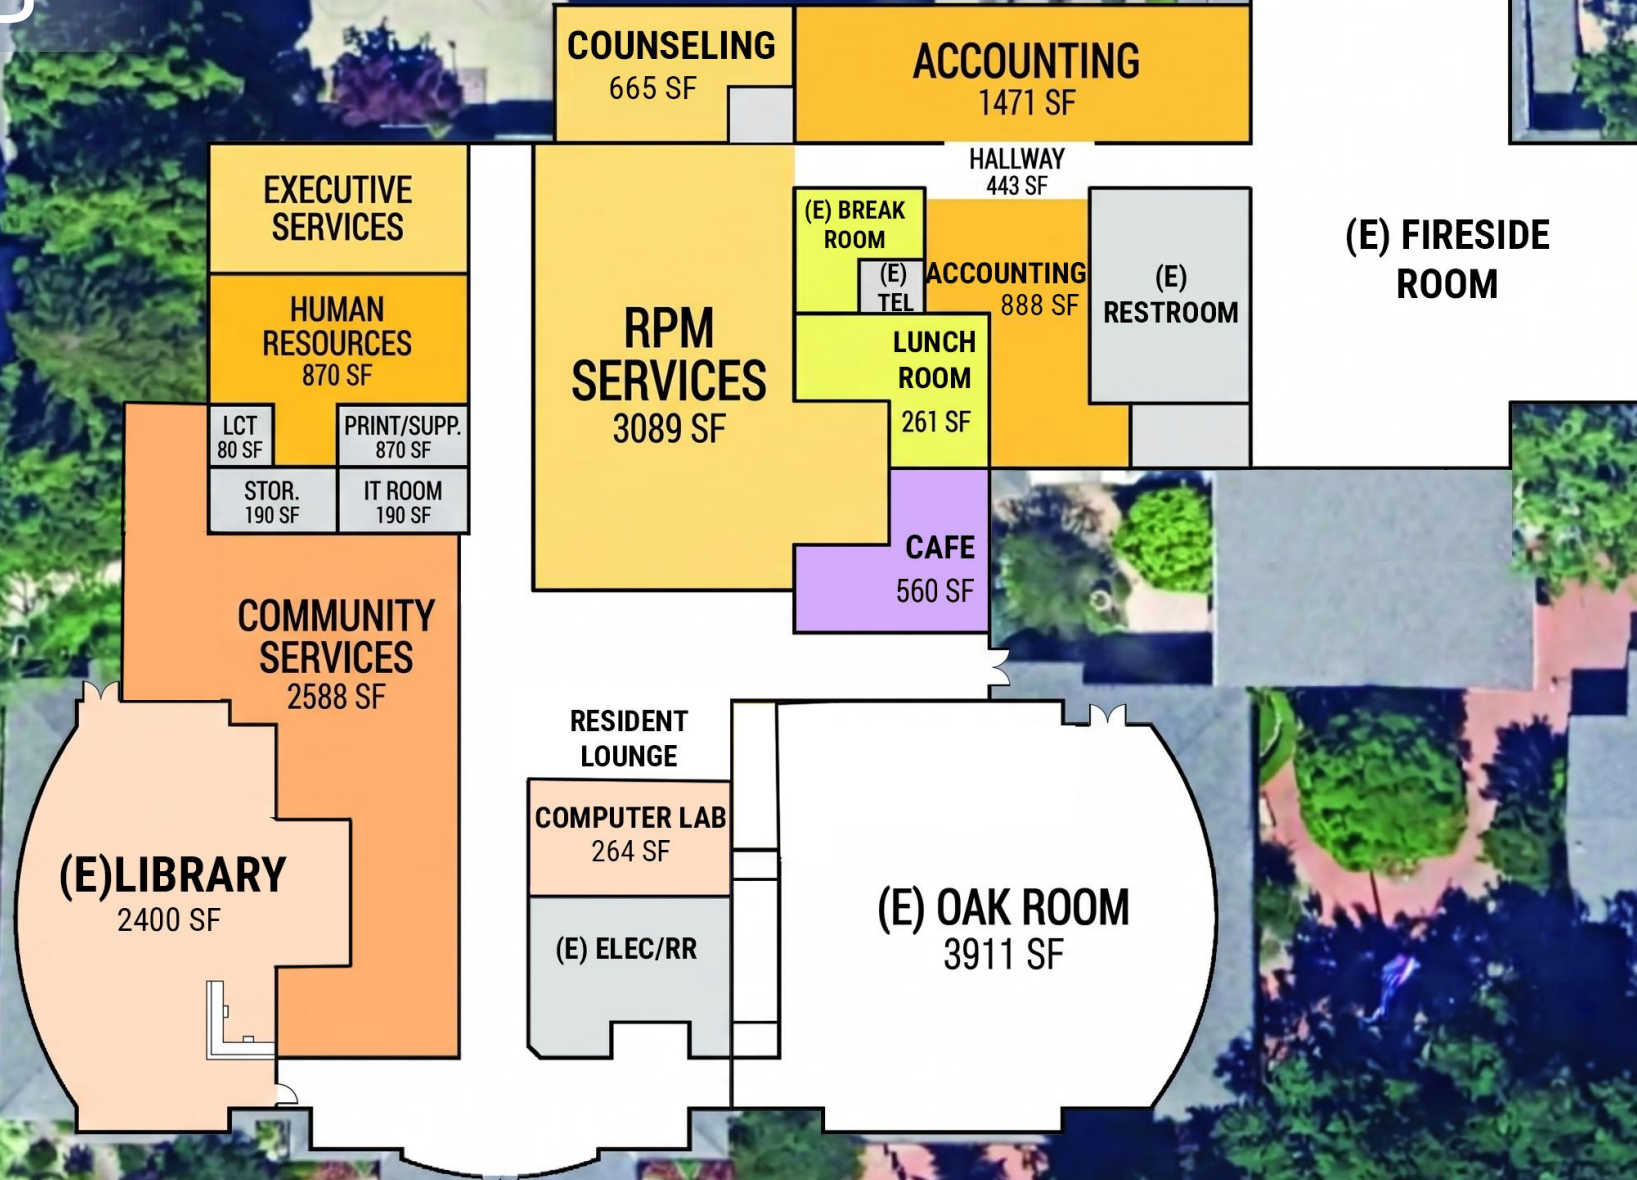 COUNSELING
665 SF
ACCOUNTING
1471 SF
HALLWAY
443 SF
EXECUTIVE
SERVICES
(E) BREAK
ROOM
(E)
TEL
ACCOUNTING
888 SF
(E)
RESTROOM
(E) FIRESIDE
ROOM
HUMAN
RESOURCES
870 SF
RPM
SERVICES
3089 SF
LUNCH
ROOM
261 SF
LCT
80 SF
PRINT/SUPP.
870 SF
STOR.
190 SF
IT ROOM
190 SF
CAFE
560 SF
COMMUNITY
SERVICES
2588 SF
RESIDENT
LOUNGE
COMPUTER LAB
264 SF
(E)LIBRARY
2400 SF
(E) ELEC/RR
(E) OAK ROOM
3911 SF